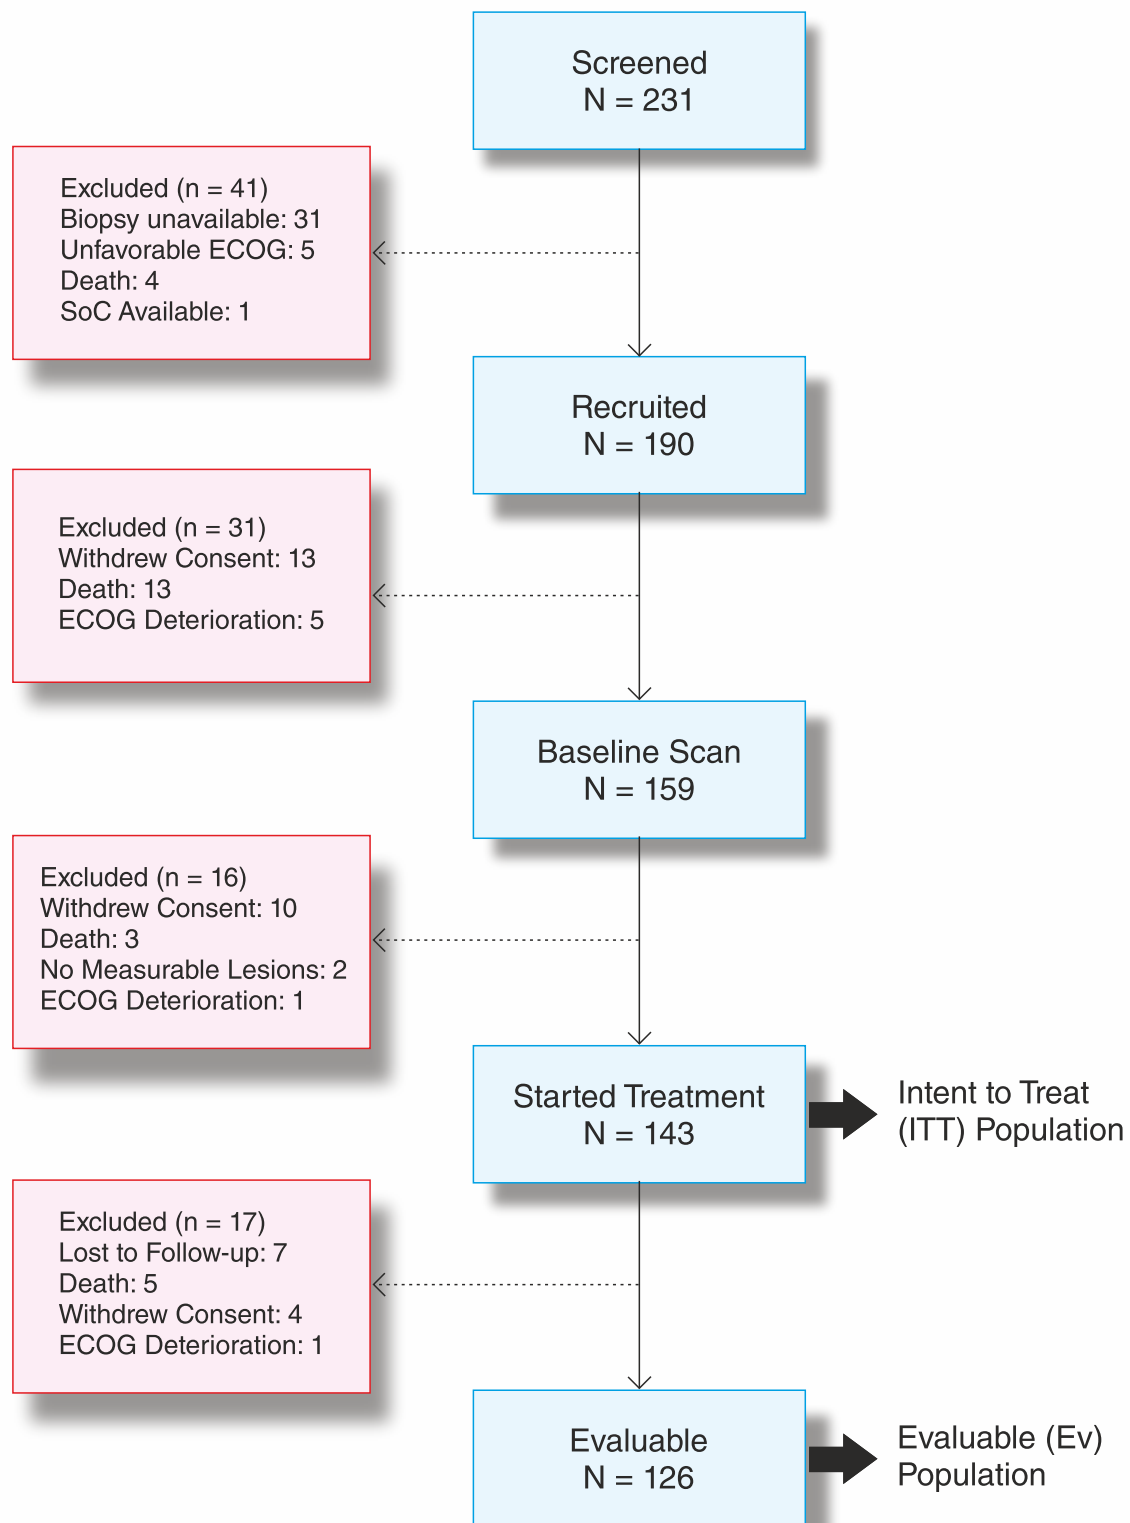 Screened
N = 231
Excluded (n = 41)
Biopsy unavailable: 31
Unfavorable ECOG: 5
Death: 4
SoC Available: 1
Recruited
N = 190
Excluded (n = 31)
Withdrew Consent: 13
Death: 13
ECOG Deterioration: 5
Baseline Scan
N = 159
Excluded (n = 16)
Withdrew Consent: 10
Death: 3
No Measurable Lesions: 2
ECOG Deterioration: 1
Started Treatment
N = 143
Intent to Treat
(ITT) Population
Excluded (n = 17)
Lost to Follow-up: 7
Death: 5
Withdrew Consent: 4
ECOG Deterioration: 1
Evaluable
N = 126
Evaluable (Ev)
Population